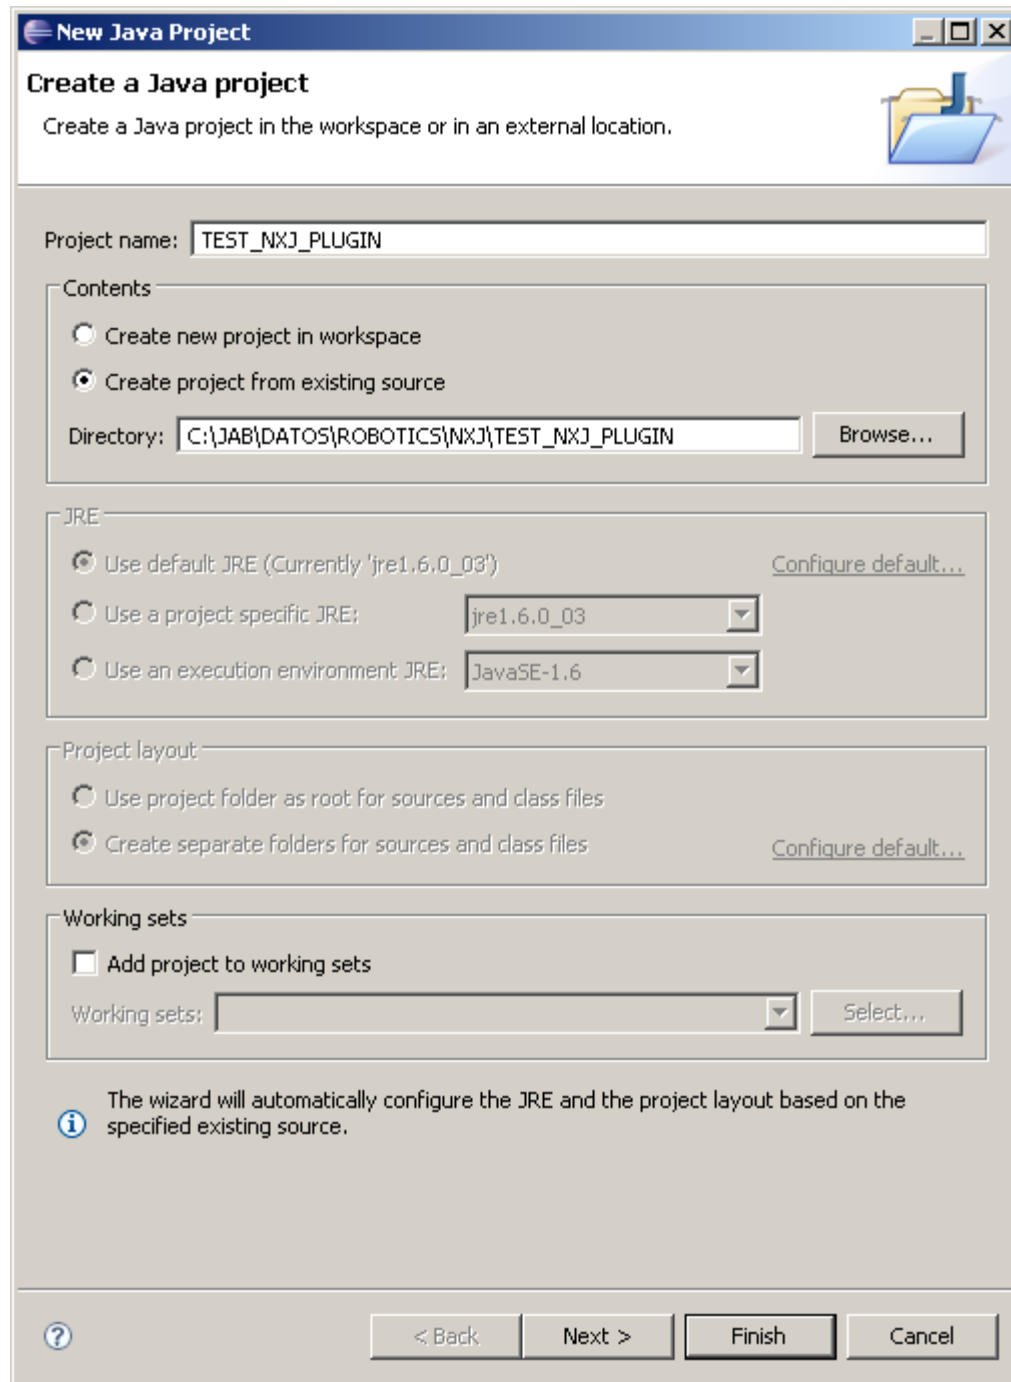 New Java Project
Create a Java project
Create a Java project in the workspace or in an external location.
Project name: TEST_NXJ_PLUGIN
Contents
Create new project in workspace
Create project from existing source
Directory: C:\JAB\DATOS\ROBOTICS\NXJ\TEST_NXJ_PLUGIN Browse...
JRE
Use default JRE (Currently 'jre1.6.0_03') Configure default...
Use a project specific JRE: jre1.6.0_03
Use an execution environment JRE: JavaSE-1.6
Project layout
Use project folder as root for sources and class files
Create separate folders for sources and class files Configure default...
Working sets
Add project to working sets
Working sets: Select...
The wizard will automatically configure the JRE and the project layout based on the
specified existing source.
? < Back Next > Finish Cancel